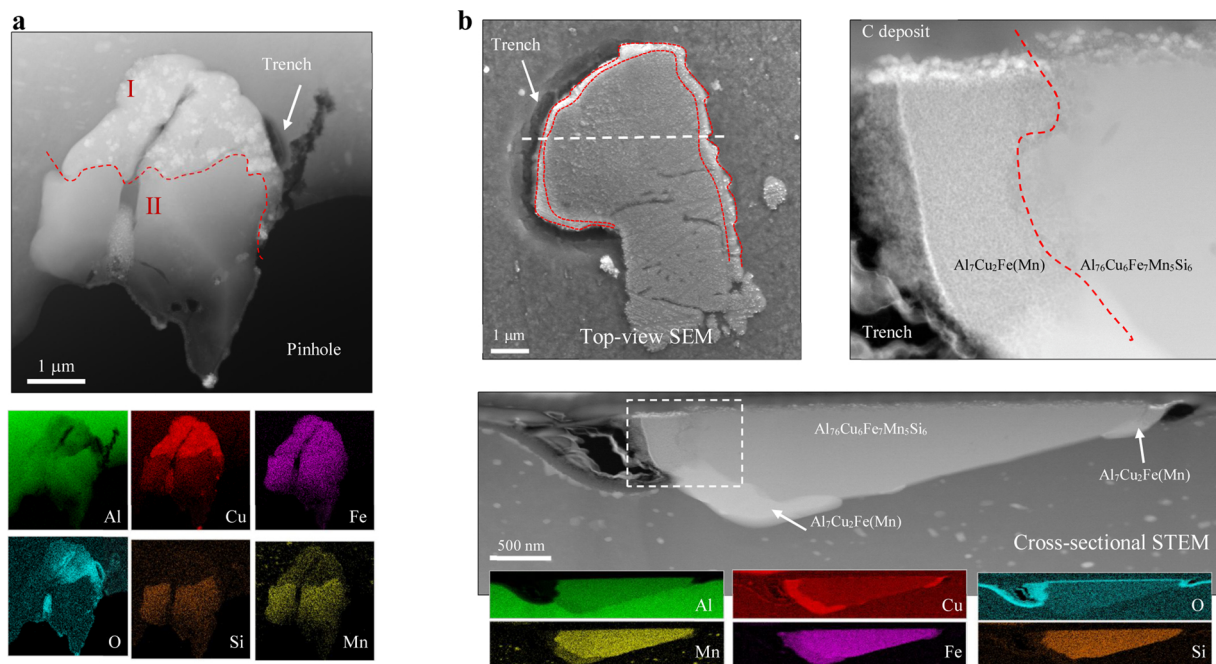 a
I
Trench
II
Pinhole
1 μm
Al
Cu
Fe
O
Si
Mn
b
Trench
1 μm
Top-view SEM
C deposit
Al₇Cu₂Fe(Mn)
Al₇₆Cu₆Fe₇Mn₅Si₆
Trench
Al₇₆Cu₆Fe₇Mn₅Si₆
Al₇Cu₂Fe(Mn)
Al₇Cu₂Fe(Mn)
500 nm
Cross-sectional STEM
Al
Cu
O
Mn
Fe
Si